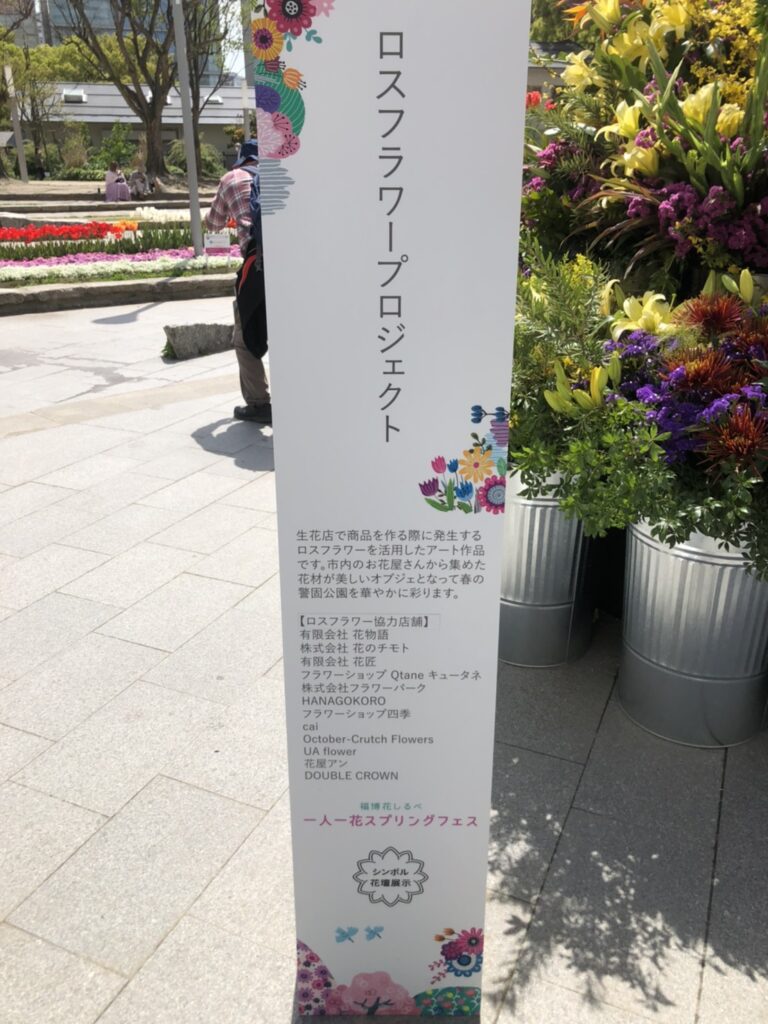 ロスフラワープロジェクト
生花店で商品を作る際に発生する
ロスフラワーを活用したアート作品
です。市内のお花屋さんから集めた
花材が美しいオブジェとなって春の
警固公園を華やかに彩ります。
【ロスフラワー協力店舗】
有限会社 花物語
株式会社 花のチモト
有限会社 花匠
フラワーショップ Qtane キュータネ
株式会社フラワーパーク
HANAGOKORO
フラワーショップ四季
cai
October-Crutch Flowers
UA flower
花屋アン
DOUBLE CROWN
福博花しるべ
一人一花スプリングフェス
シンボル
花壇展示